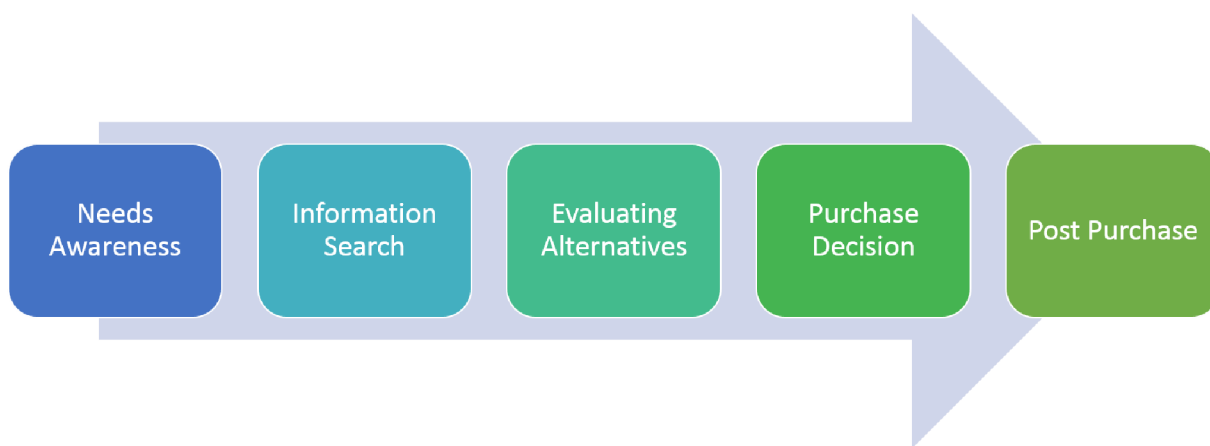 Needs
Awareness
Information
Search
Evaluating
Alternatives
Purchase
Decision
Post Purchase